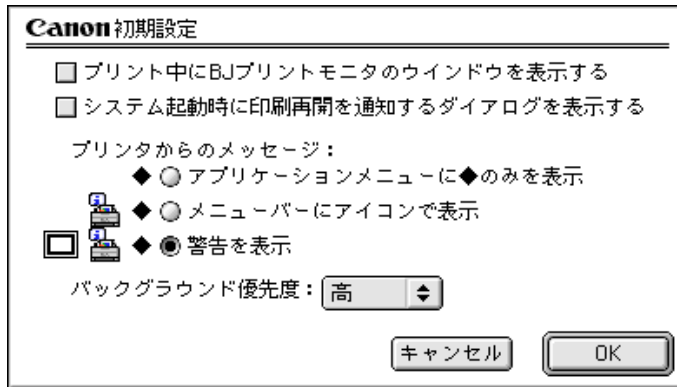 Canon 初期設定
プリント中にBJプリントモニタのウインドウを表示する
システム起動時に印刷再開を通知するダイアログを表示する
プリンタからのメッセージ：
◆ アプリケーションメニューに◆のみを表示
◆ メニューバーにアイコンで表示
◆ 警告を表示
バックグラウンド優先度：高
キャンセル OK